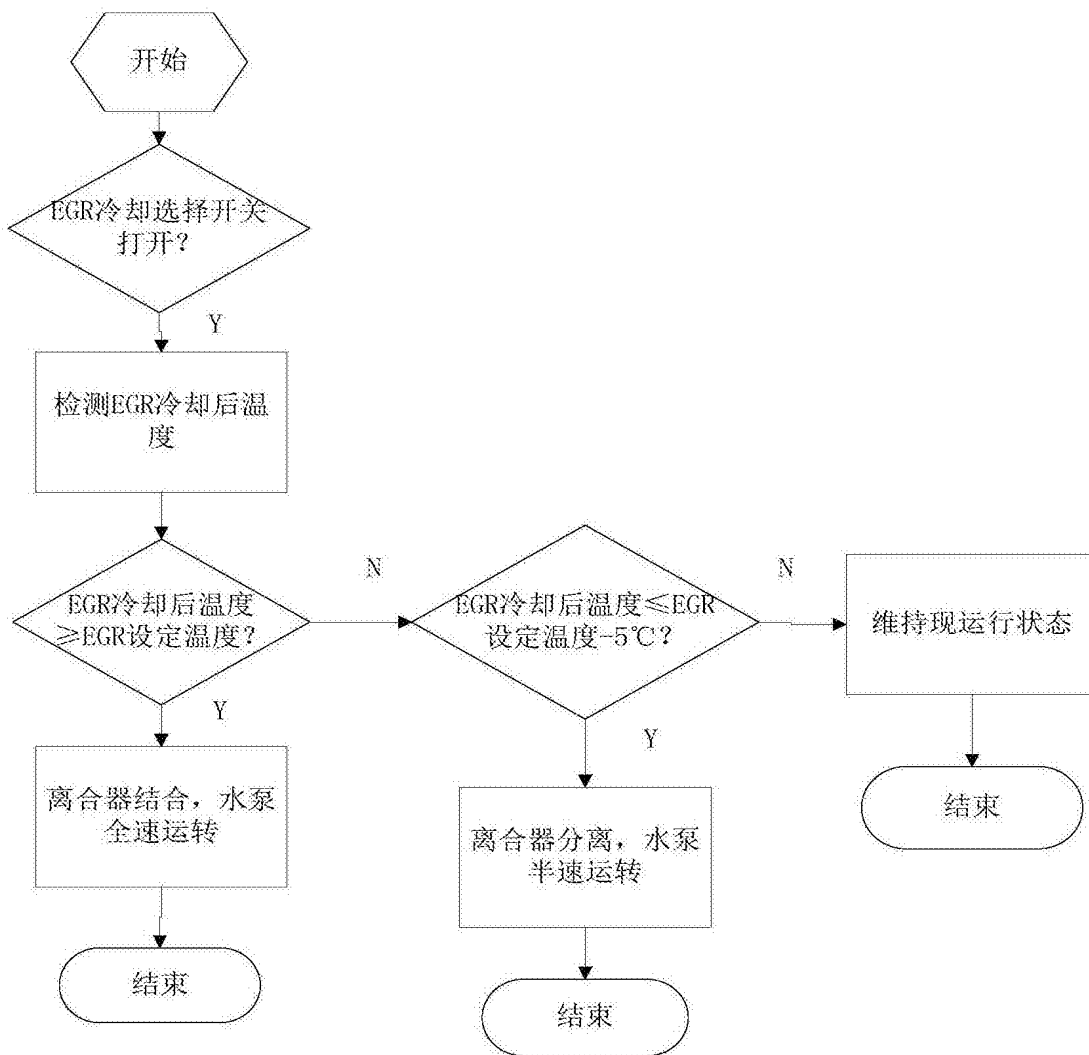 开始
EGR冷却选择开关
打开？
Y
检测EGR冷却后温
度
EGR冷却后温度
≥EGR设定温度？
N
EGR冷却后温度≤EGR
设定温度-5℃？
N
维持现运行状态
Y
Y
离合器结合，水泵
全速运转
离合器分离，水泵
半速运转
结束
结束
结束